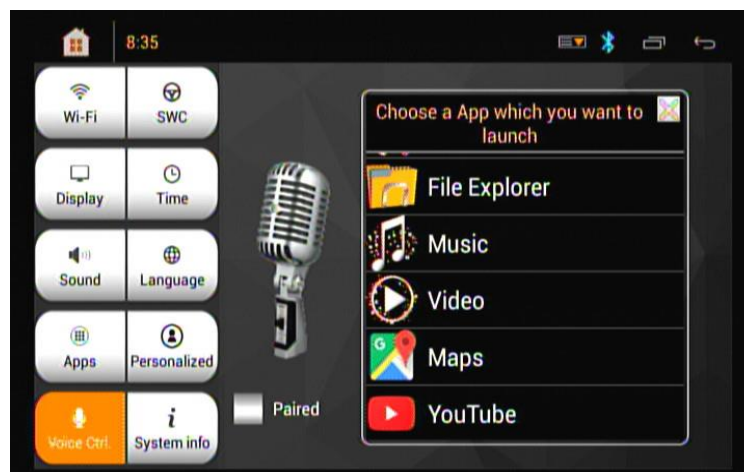 8:35
Wi-Fi
SWC
Display
Time
Sound
Language
Apps
Personalized
Voice Ctrl.
System info
Paired
Choose a App which you want to
launch
File Explorer
Music
Video
G
Maps
YouTube